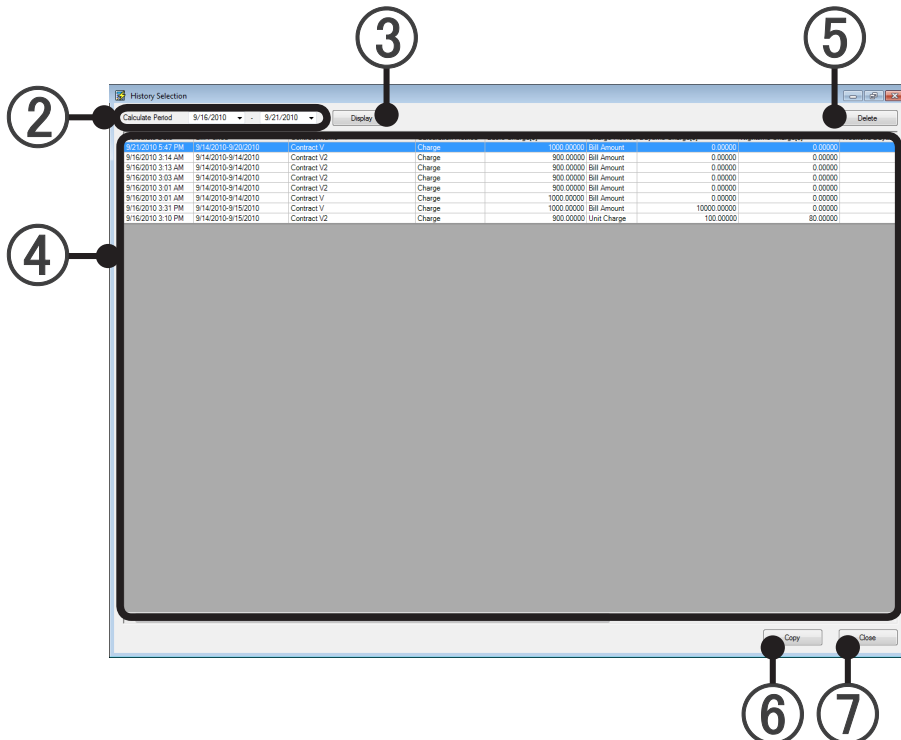 ③ ⑤
History Selection
② Calculate Period 9/16/2010 - 9/21/2010 Display Delete
9/21/2010 5:47 PM 9/14/2010-9/20/2010 Contract V Charge 1000.00000 Bill Amount 0.00000 0.00000
9/16/2010 3:14 AM 9/14/2010-9/14/2010 Contract V2 Charge 900.00000 Bill Amount 0.00000 0.00000
9/16/2010 3:13 AM 9/14/2010-9/14/2010 Contract V2 Charge 900.00000 Bill Amount 0.00000 0.00000
9/16/2010 3:03 AM 9/14/2010-9/14/2010 Contract V2 Charge 900.00000 Bill Amount 0.00000 0.00000
9/16/2010 3:01 AM 9/14/2010-9/14/2010 Contract V2 Charge 900.00000 Bill Amount 0.00000 0.00000
9/16/2010 3:01 AM 9/14/2010-9/14/2010 Contract V Charge 1000.00000 Bill Amount 0.00000 0.00000
9/16/2010 3:31 PM 9/14/2010-9/15/2010 Contract V Charge 1000.00000 Bill Amount 10000.00000 0.00000
9/16/2010 3:10 PM 9/14/2010-9/15/2010 Contract V2 Charge 900.00000 Unit Charge 100.00000 80.00000
④
Copy Close
⑥ ⑦